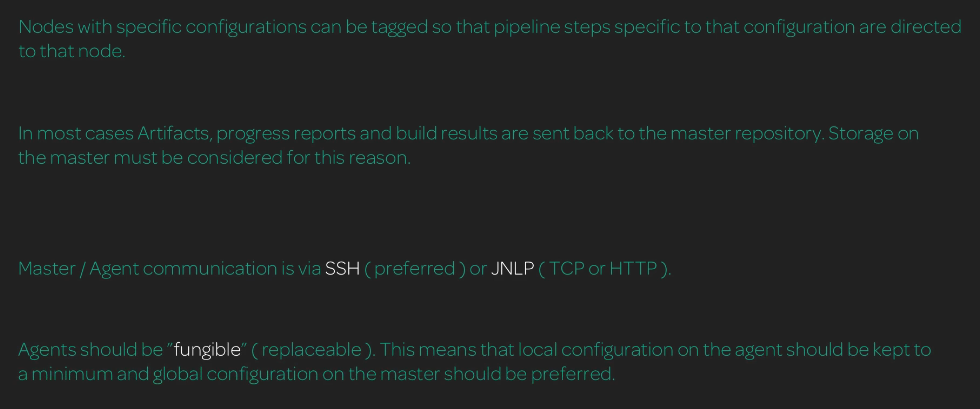 Nodes with specific configurations can be tagged so that pipeline steps specific to that configuration are directed
to that node.
In most cases Artifacts, progress reports and build results are sent back to the master repository. Storage on
the master must be considered for this reason.
Master / Agent communication is via SSH ( preferred ) or JNLP ( TCP or HTTP ).
Agents should be "fungible" ( replaceable ). This means that local configuration on the agent should be kept to
a minimum and global configuration on the master should be preferred.